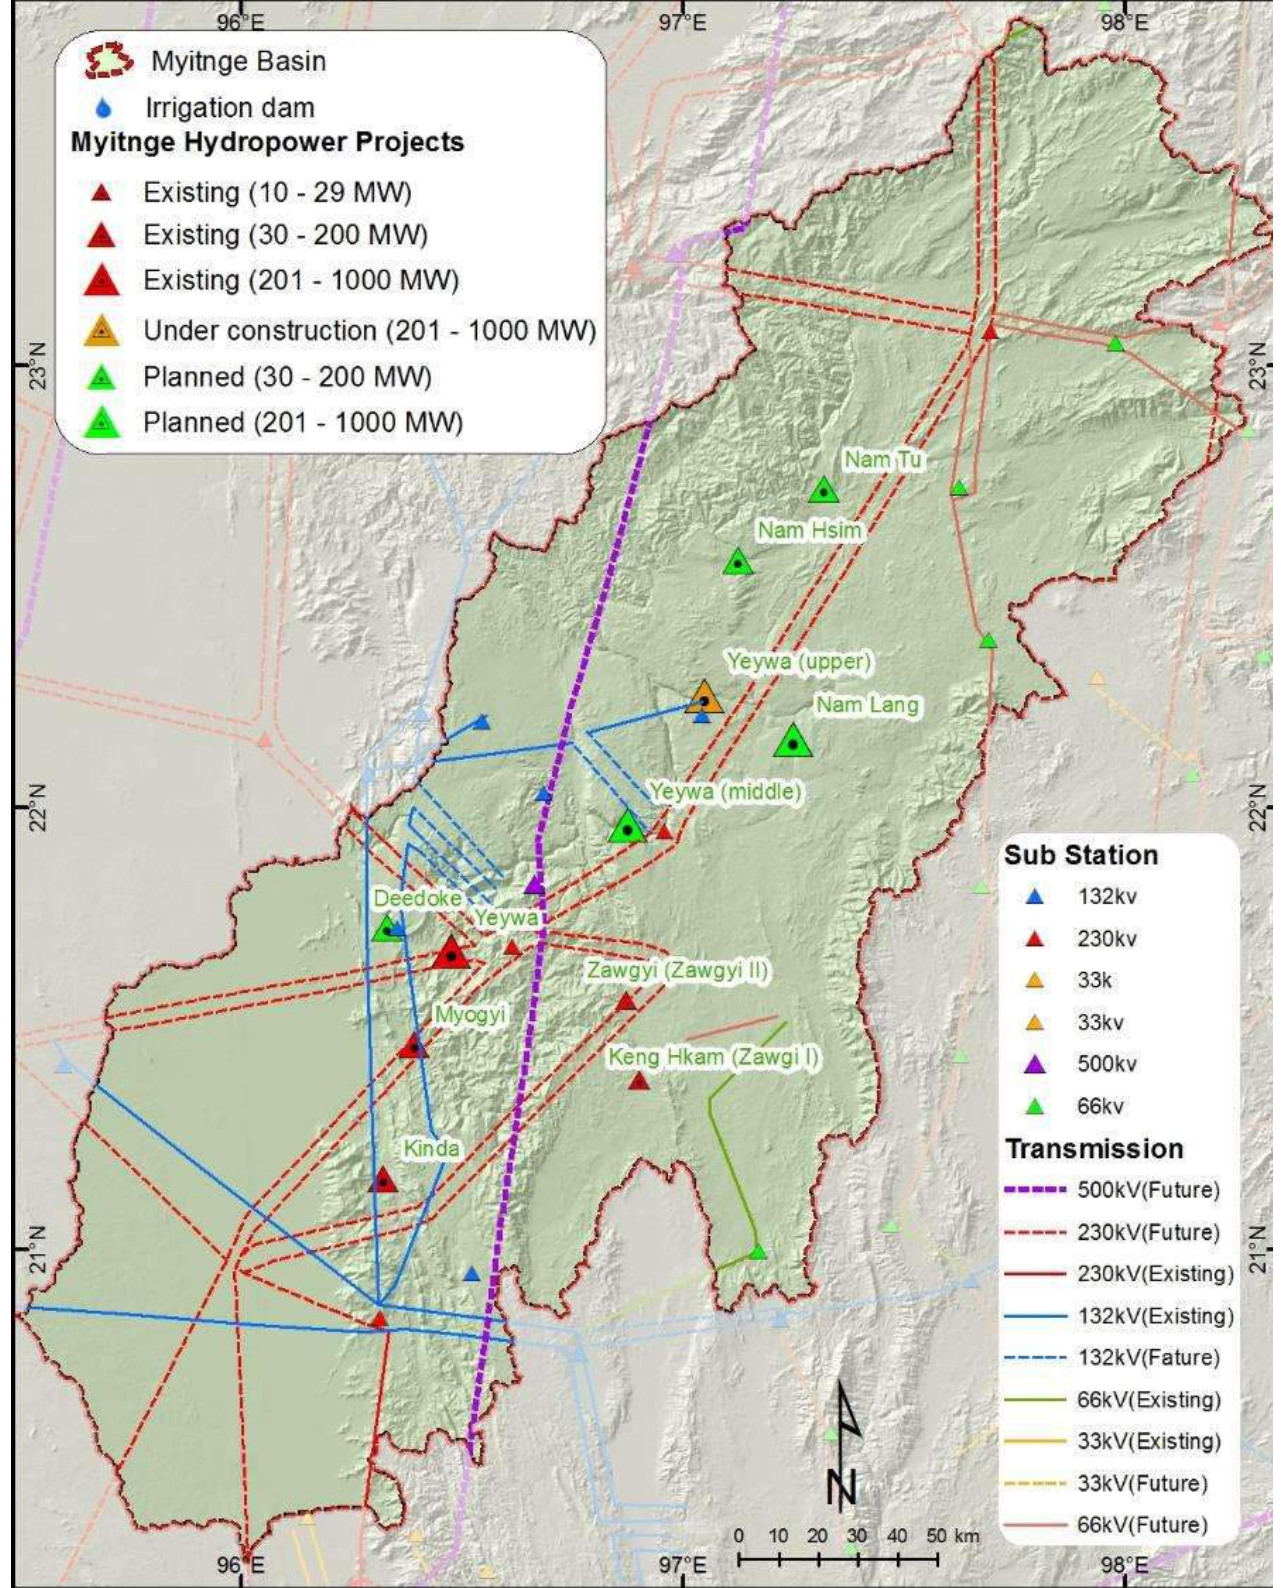 96°E
97°E
98°E
Myitnge Basin
Irrigation dam
Myitnge Hydropower Projects
Existing (10 - 29 MW)
Existing (30 - 200 MW)
Existing (201 - 1000 MW)
Under construction (201 - 1000 MW)
Planned (30 - 200 MW)
Planned (201 - 1000 MW)
23°N
23°N
Nam Tu
Nam Hsim
Yeywa (upper)
Nam Lang
22°N
22°N
Yeywa (middle)
Deedoke
Yeywa
Zawgyi (Zawgyi II)
Myogyi
Keng Hkam (Zawgi I)
Kinda
21°N
21°N
Sub Station
132kv
230kv
33k
33kv
500kv
66kv
Transmission
500kV(Future)
230kV(Future)
230kV(Existing)
132kV(Existing)
132kV(Fature)
66kV(Existing)
33kV(Existing)
33kV(Future)
66kV(Future)
N
0 10 20 30 40 50 km
96°E
97°E
98°E